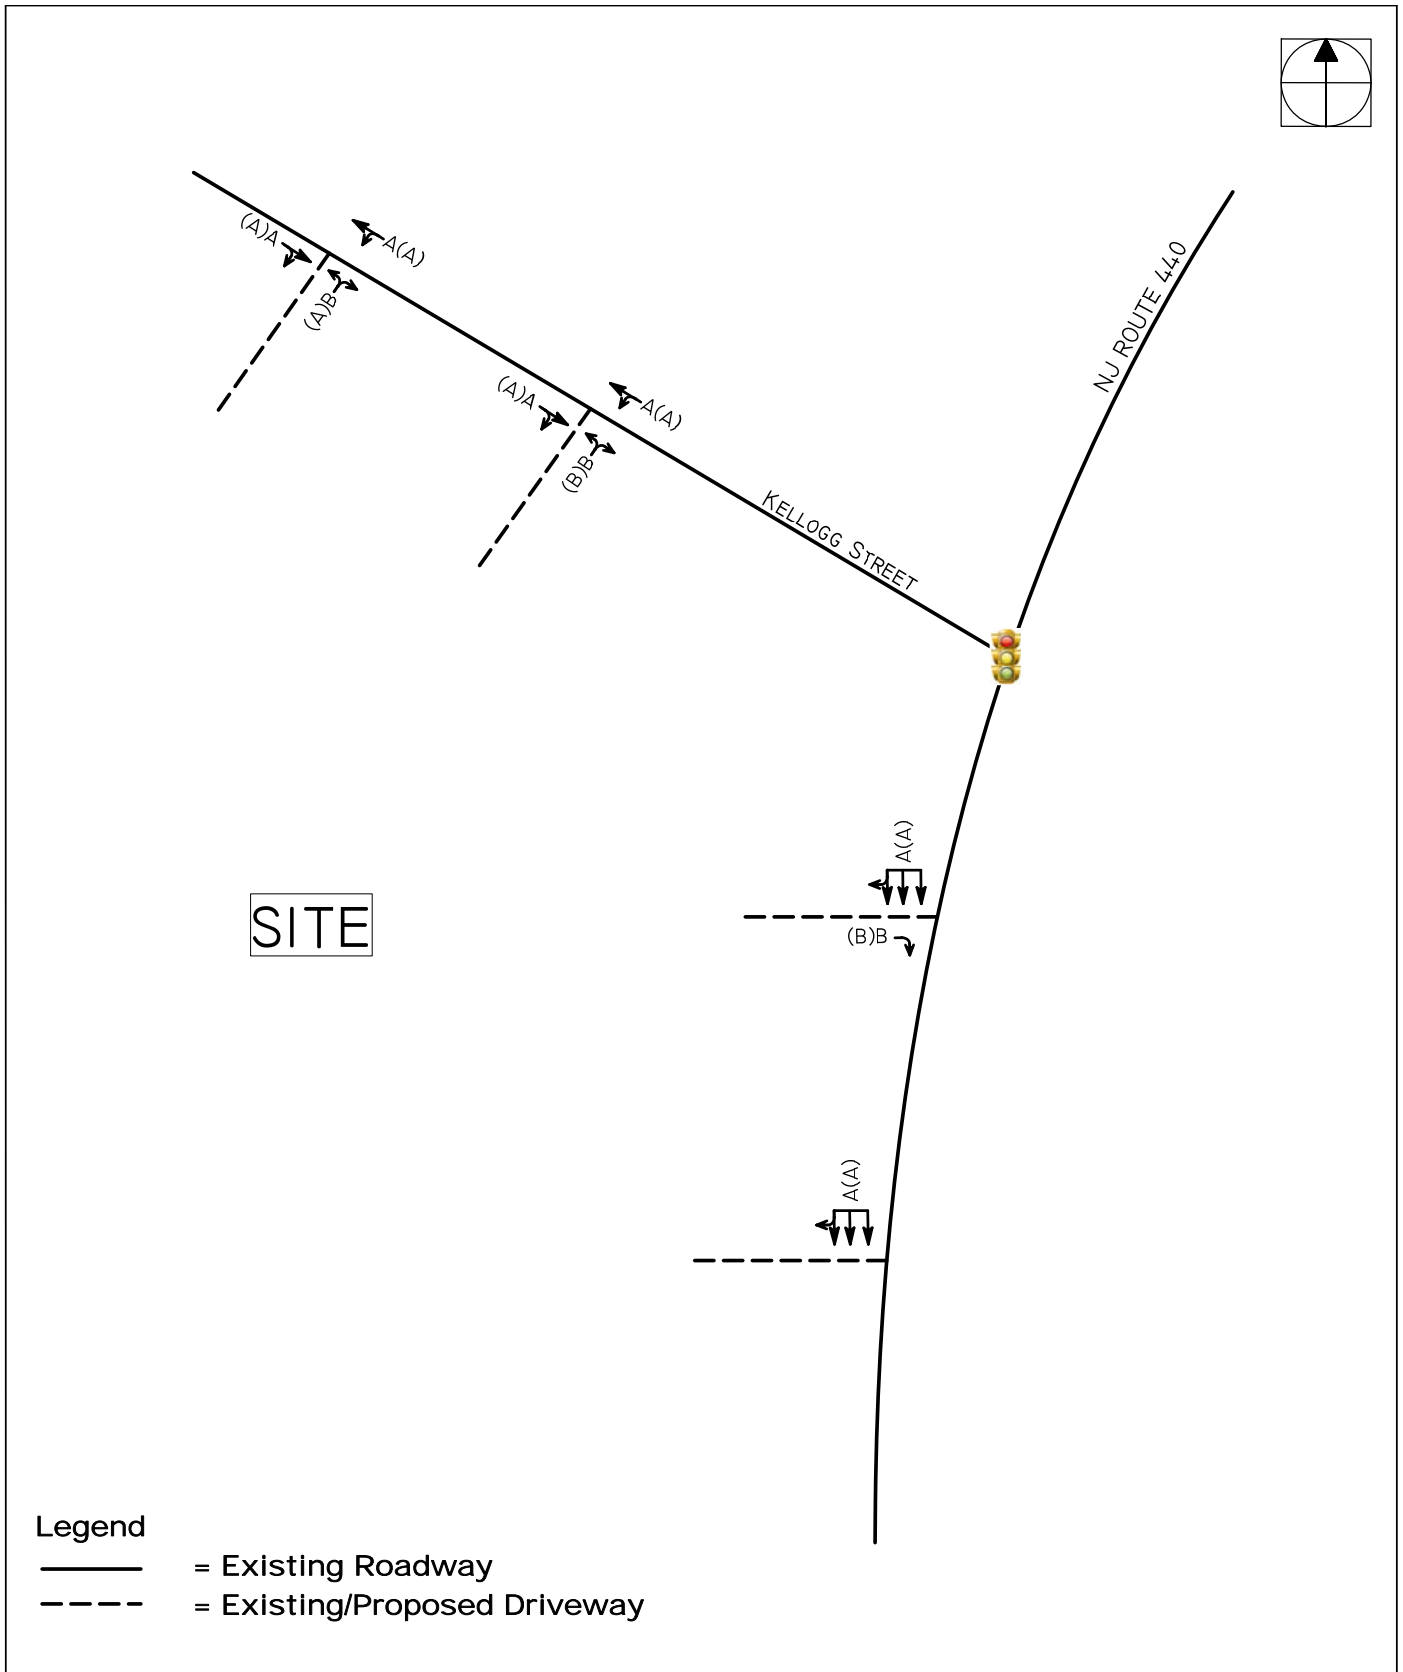 (A)A
A(A)
(A)B
NJ ROUTE 440
(A)A
A(A)
(B)B
KELLOGG STREET
A(A)
SITE
(B)B
A(A)
Legend
= Existing Roadway
= Existing/Proposed Driveway